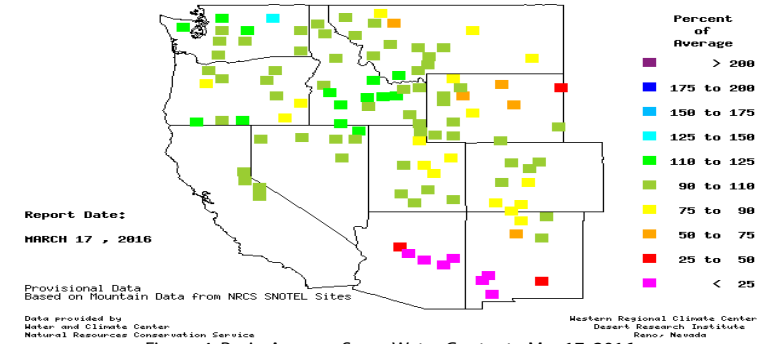 Percent
of
Average
> 200
175 to 200
150 to 175
125 to 150
110 to 125
90 to 110
75 to 90
50 to 75
25 to 50
< 25
Report Date:
MARCH 17 , 2016
Provisional Data
Based on Mountain Data from NRCS SNOTEL Sites
Data provided by
Water and Climate Center
Natural Resources Conservation Service
Western Regional Climate Center
Desert Research Institute
Reno, Nevada